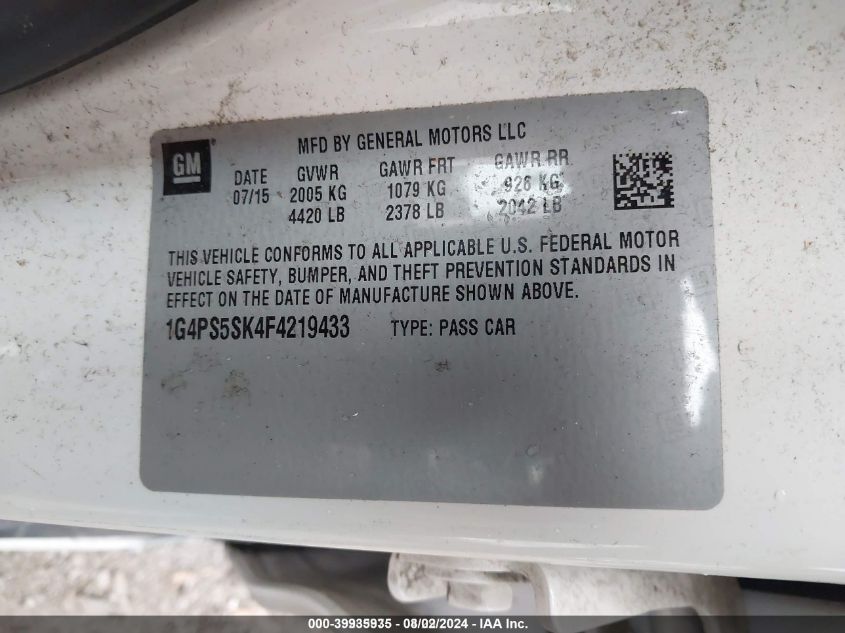 MFD BY GENERAL MOTORS LLC
GM
DATE GVWR GAWR FRT GAWR RR
07/15 2005 KG 1079 KG 926 KG
4420 LB 2378 LB 2042 LB
THIS VEHICLE CONFORMS TO ALL APPLICABLE U.S. FEDERAL MOTOR
VEHICLE SAFETY, BUMPER, AND THEFT PREVENTION STANDARDS IN
EFFECT ON THE DATE OF MANUFACTURE SHOWN ABOVE.
1G4PS5SK4F4219433 TYPE: PASS CAR
000-39935935 - 08/02/2024 - IAA Inc.